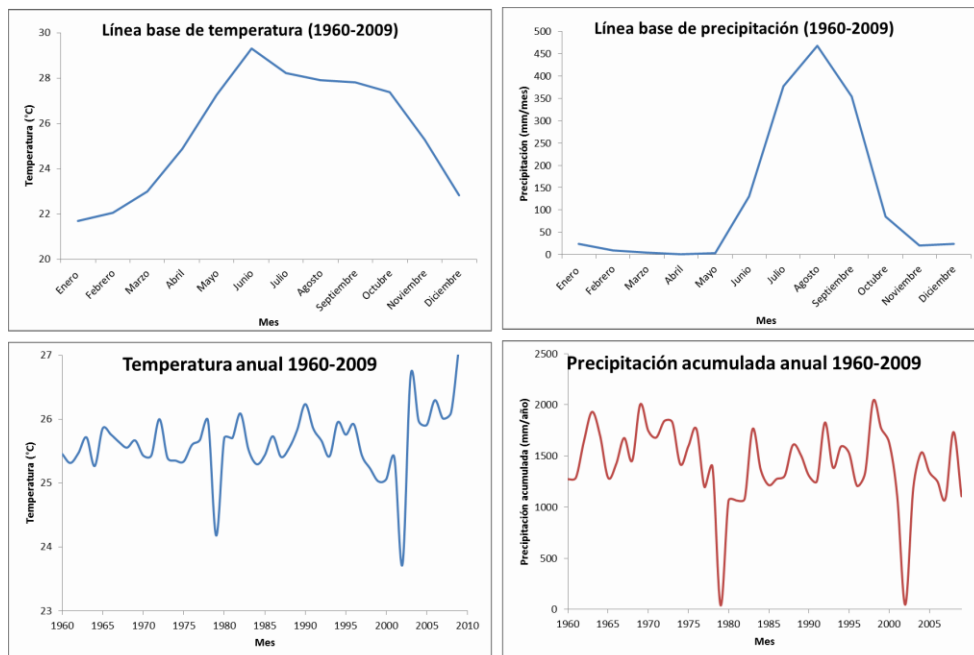 Línea base de temperatura (1960-2009)
30
28
26
24
22
20
Temperatura (°C)
Enero
Febrero
Marzo
Abril
Mayo
Junio
Julio
Agosto
Septiembre
Octubre
Noviembre
Diciembre
Mes
Línea base de precipitación (1960-2009)
500
450
400
350
300
250
200
150
100
50
0
Precipitación (mm/mes)
Enero
Febrero
Marzo
Abril
Mayo
Junio
Julio
Agosto
Septiembre
Octubre
Noviembre
Diciembre
Mes
Temperatura anual 1960-2009
27
26
25
24
23
Temperatura (°C)
1960 1965 1970 1975 1980 1985 1990 1995 2000 2005 2010
Mes
Precipitación acumulada anual 1960-2009
2500
2000
1500
1000
500
0
Precipitación acumulada (mm/año)
1960 1965 1970 1975 1980 1985 1990 1995 2000 2005
Mes